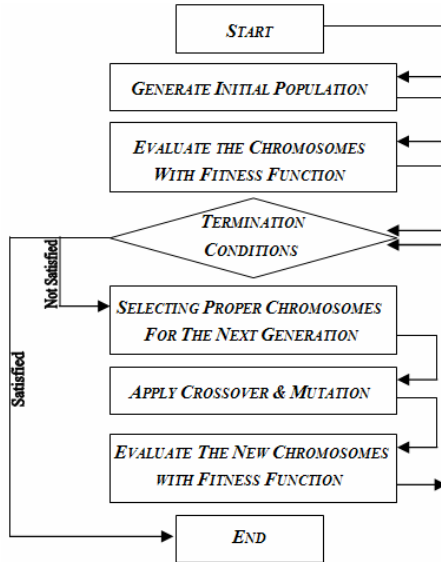 START
GENERATE INITIAL POPULATION
EVALUATE THE CHROMOSOMES
WITH FITNESS FUNCTION
TERMINATION
CONDITIONS
Not Satisfied
Satisfied
SELECTING PROPER CHROMOSOMES
FOR THE NEXT GENERATION
APPLY CROSSOVER & MUTATION
EVALUATE THE NEW CHROMOSOMES
WITH FITNESS FUNCTION
END